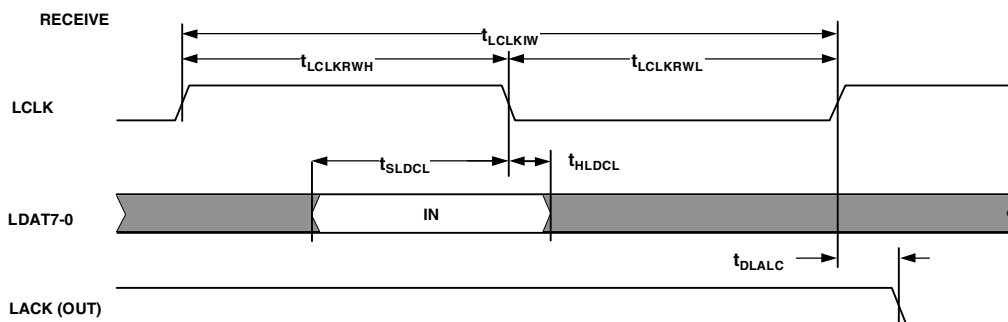 RECEIVE
tLCLKIW
tLCLKRWH
tLCLKRWL
LCLK
tSLDCL
tHLDCL
LDAT7-0
IN
tDLALC
LACK (OUT)